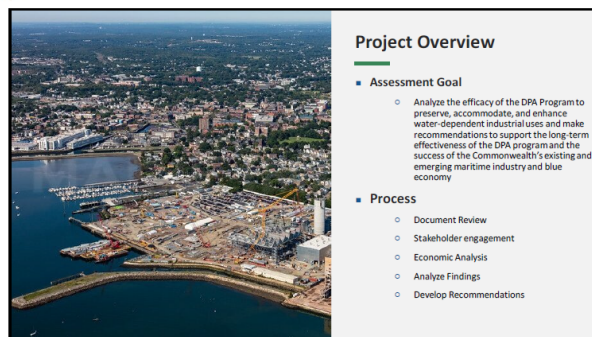 Project Overview
Assessment Goal
Analyze the efficacy of the DPA Program to
preserve, accommodate, and enhance
water-dependent industrial uses and make
recommendations to support the long-term
effectiveness of the DPA program and the
success of the Commonwealth's existing and
emerging maritime industry and blue
economy
Process
Document Review
Stakeholder engagement
Economic Analysis
Analyze Findings
Develop Recommendations